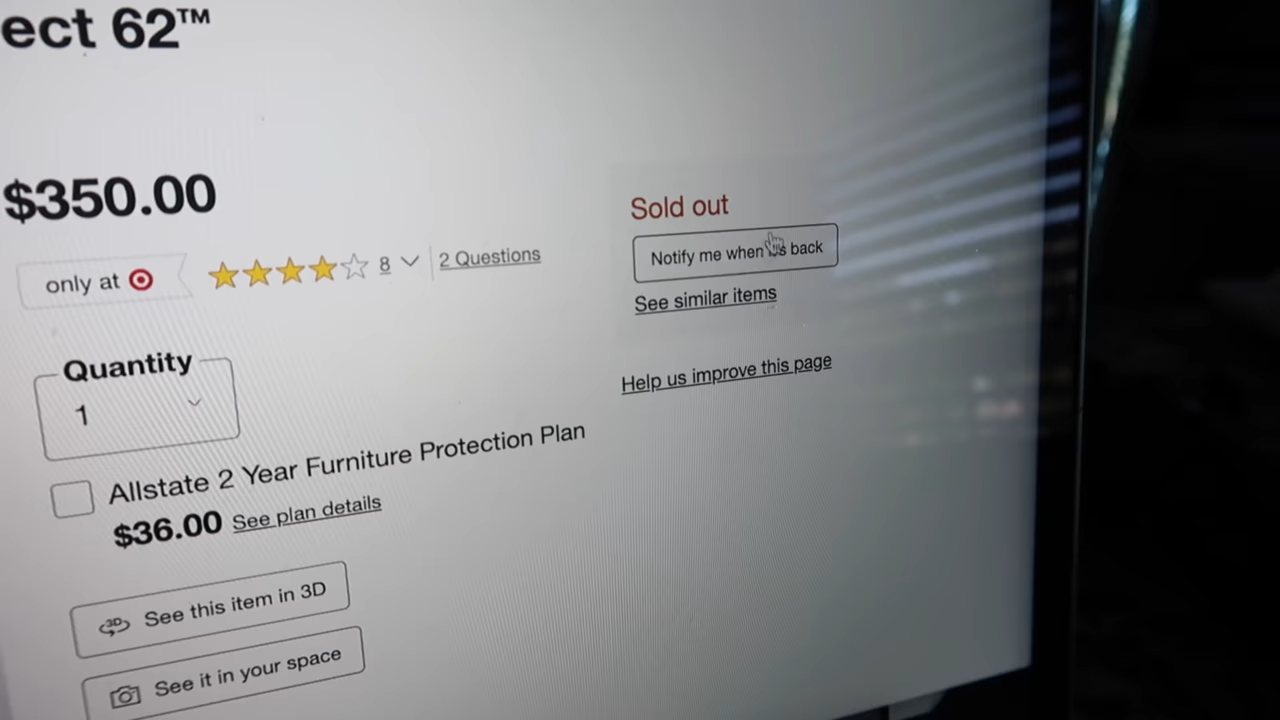 ect 62™
$350.00
only at
8
2 Questions
Sold out
Notify me when back
See similar items
Help us improve this page
Quantity
1
Allstate 2 Year Furniture Protection Plan
$36.00 See plan details
3D See this item in 3D
See it in your space